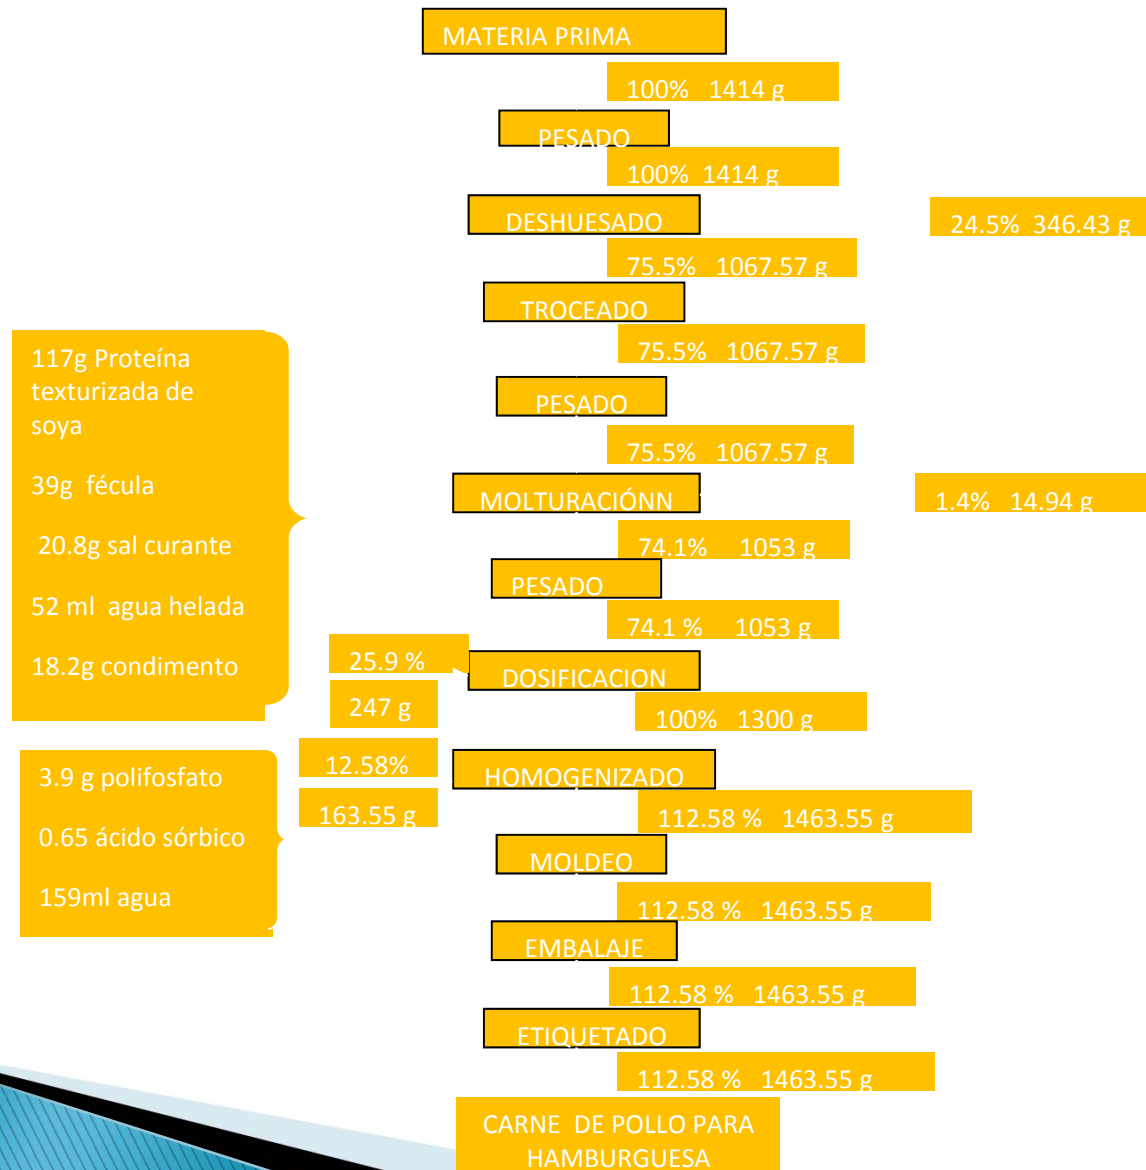 MATERIA PRIMA
100% 1414 g
PESADO
100% 1414 g
DESHUESADO
24.5% 346.43 g
75.5% 1067.57 g
TROCEADO
75.5% 1067.57 g
PESADO
75.5% 1067.57 g
MOLTURACIÓNN
1.4% 14.94 g
74.1% 1053 g
PESADO
74.1 % 1053 g
117g Proteína
texturizada de
soya
39g fécula
20.8g sal curante
52 ml agua helada
18.2g condimento
25.9 %
247 g
DOSIFICACION
100% 1300 g
3.9 g polifosfato
0.65 ácido sórbico
159ml agua
12.58%
163.55 g
HOMOGENIZADO
112.58 % 1463.55 g
MOLDEO
112.58 % 1463.55 g
EMBALAJE
112.58 % 1463.55 g
ETIQUETADO
112.58 % 1463.55 g
CARNE DE POLLO PARA
HAMBURGUESA